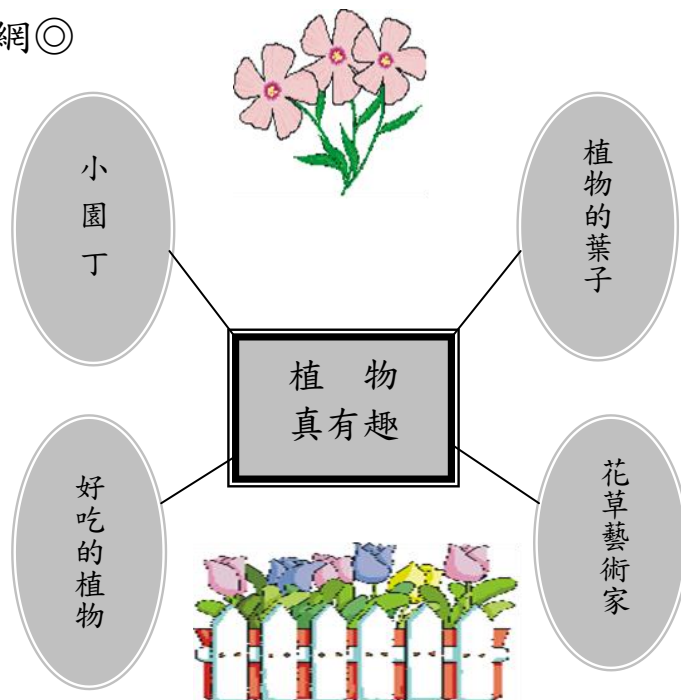 網◎
小園丁
植物的葉子
植 物
真有趣
好吃的植物
花草藝術家